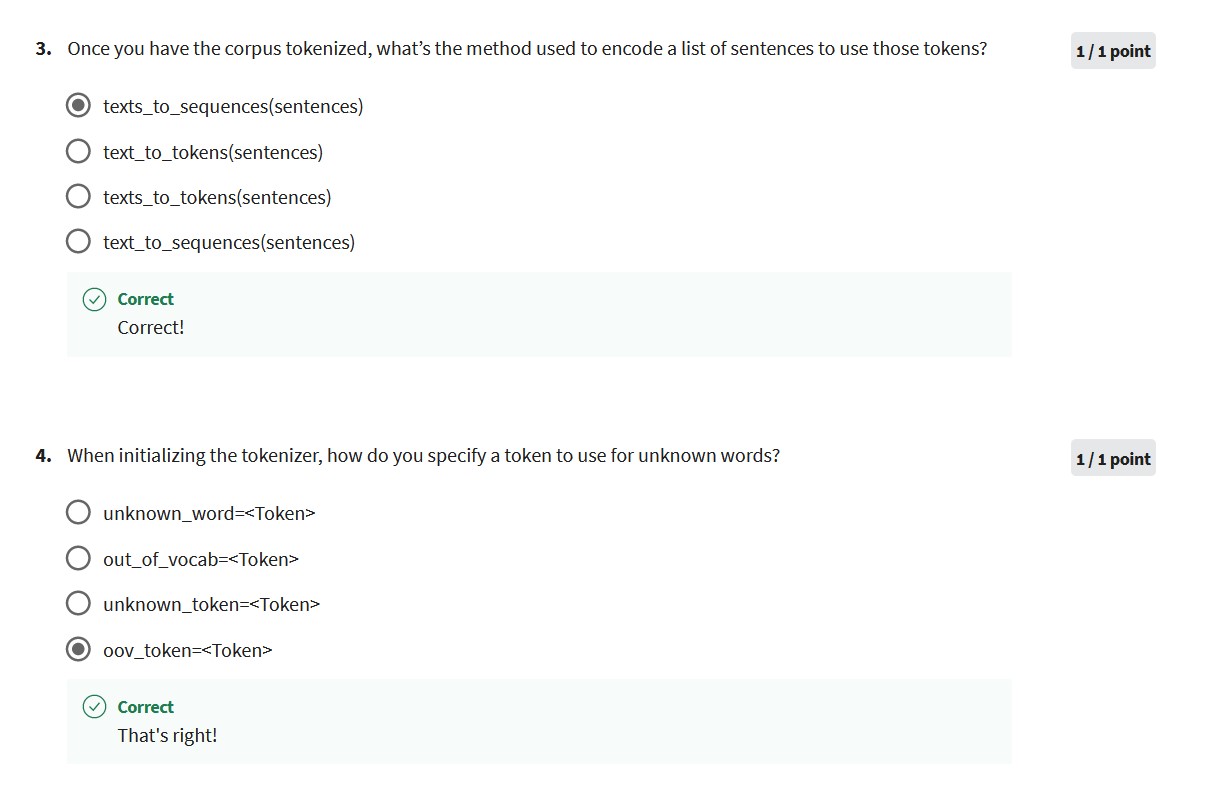 3. Once you have the corpus tokenized, what’s the method used to encode a list of sentences to use those tokens?
1 / 1 point
texts_to_sequences(sentences)
text_to_tokens(sentences)
texts_to_tokens(sentences)
text_to_sequences(sentences)
Correct
Correct!
4. When initializing the tokenizer, how do you specify a token to use for unknown words?
1 / 1 point
unknown_word=<Token>
out_of_vocab=<Token>
unknown_token=<Token>
oov_token=<Token>
Correct
That's right!